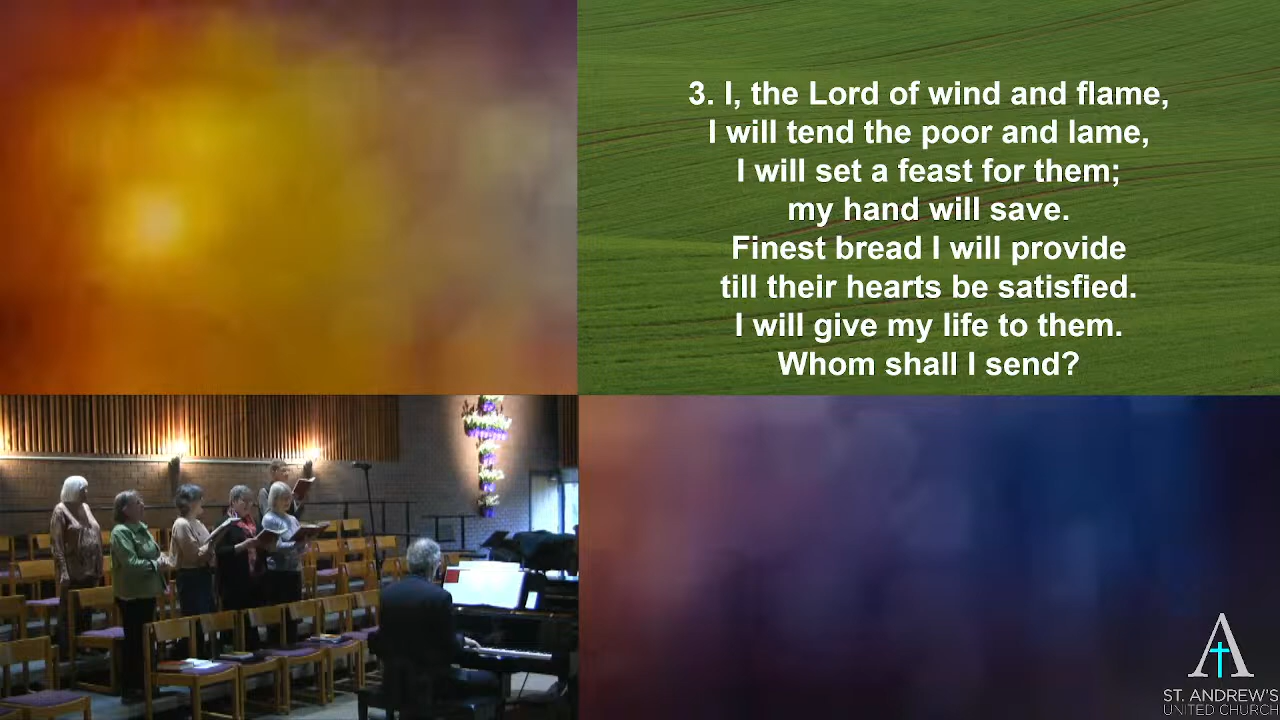 3. I, the Lord of wind and flame,
I will tend the poor and lame,
I will set a feast for them;
my hand will save.
Finest bread I will provide
till their hearts be satisfied.
I will give my life to them.
Whom shall I send?
ST. ANDREW'S
UNITED CHURCH